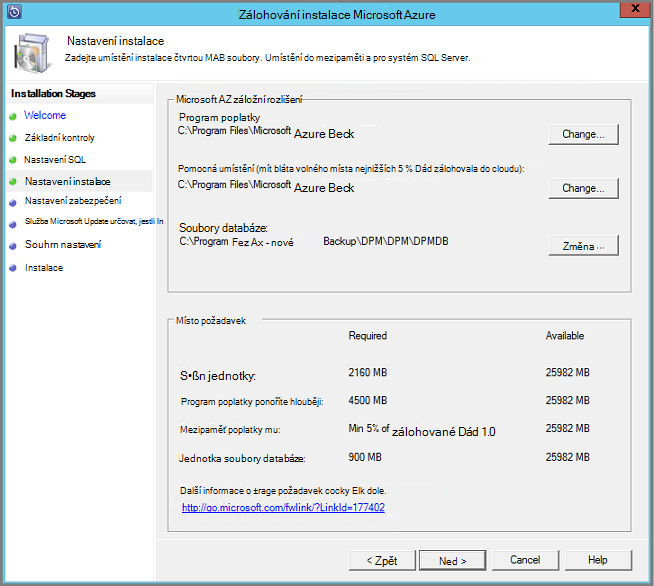 Zálohování instalace Microsoft Azure
Nastavení instalace
Zadejte umístění instalace čtvrtou MAB soubory. Umístění do mezipaměti a pro systém SQL Server.
Installation Stages
Welcome
Základní kontroly
Nastavení SQL
Nastavení instalace
Nastavení zabezpečení
Služba Microsoft Update určovat, jestli In
Souhrn nastavení
Instalace
Microsoft AZ záložní rozlišení
Program poplatky
C:\Program Files\Microsoft Azure Beck
Change...
Pomocná umístění (mít bláta volného místa nejnižších 5 % Dád zálohovala do cloudu):
C:\Program Files\Microsoft Azure Beck
Change...
Soubory databáze:
C:\Program Fez Ax - nové Backup\DPM\DPM\DPMDB
Změna ...
Místo požadavek
Required Available
S•ßn jednotky: 2160 MB 25982 MB
Program poplatky ponoříte hlouběji: 4500 MB 25982 MB
Mezipaměť poplatky mu: Min 5% of zálohované Dád 1.0 25982 MB
Jednotka soubory databáze: 900 MB 25982 MB
Další informace o ±rage požadavek cocky Elk dole.
http://go.microsoft.com/fwlink/?LinkId=177402
< Zpět Ned > Cancel Help